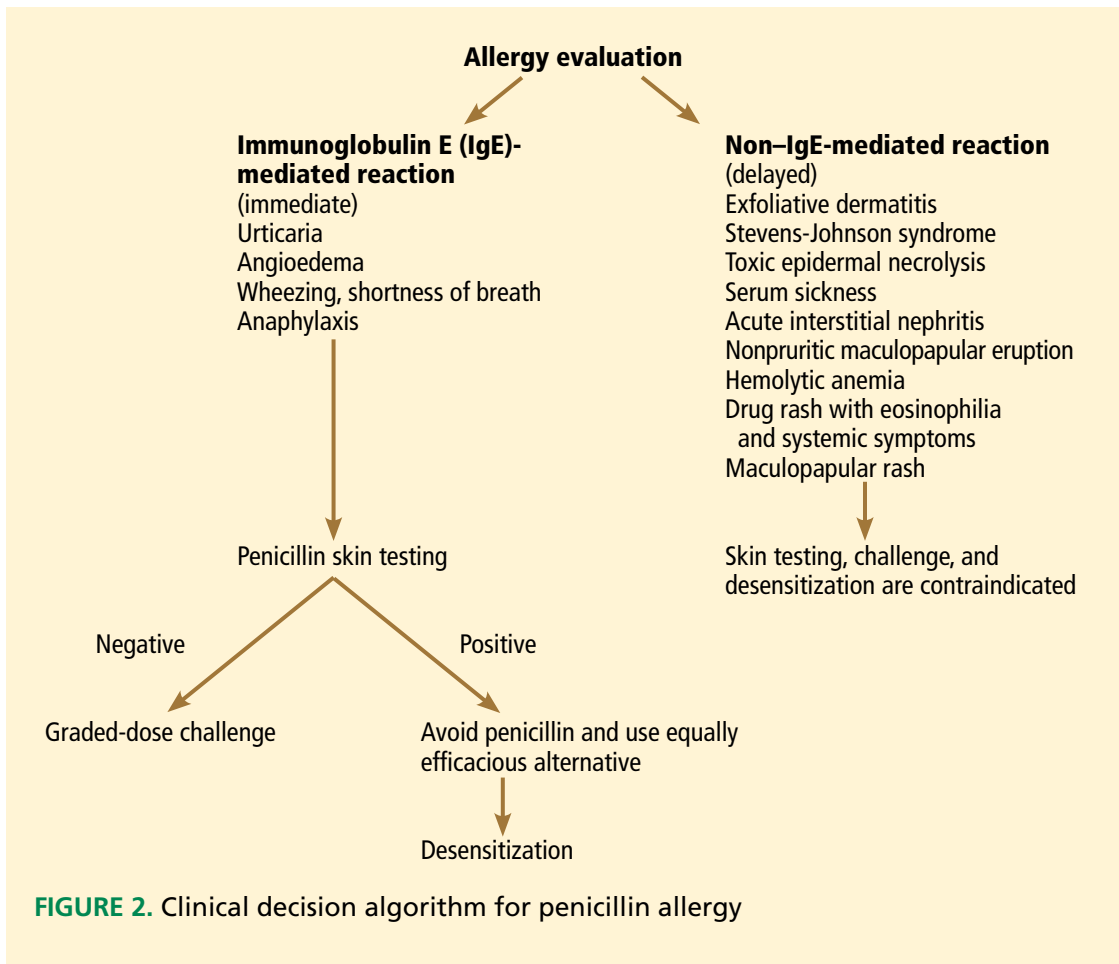 Allergy evaluation
Immunoglobulin E (IgE)-
mediated reaction
(immediate)
Urticaria
Angioedema
Wheezing, shortness of breath
Anaphylaxis
Non–IgE-mediated reaction
(delayed)
Exfoliative dermatitis
Stevens-Johnson syndrome
Toxic epidermal necrolysis
Serum sickness
Acute interstitial nephritis
Nonpruritic maculopapular eruption
Hemolytic anemia
Drug rash with eosinophilia
and systemic symptoms
Maculopapular rash
Penicillin skin testing
Skin testing, challenge, and
desensitization are contraindicated
Negative
Positive
Graded-dose challenge
Avoid penicillin and use equally
efficacious alternative
Desensitization
FIGURE 2. Clinical decision algorithm for penicillin allergy